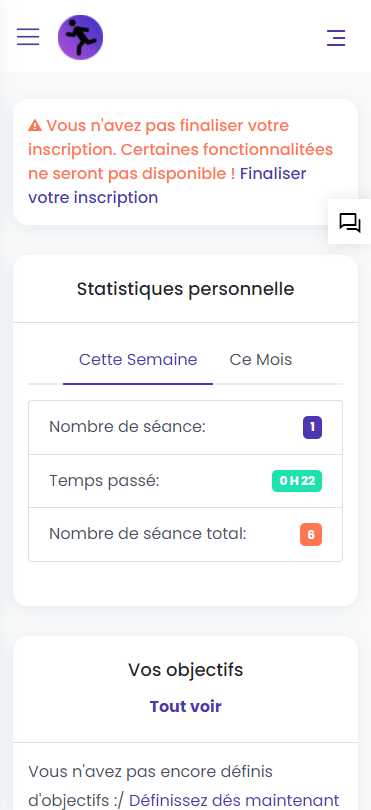 Vous n'avez pas finaliser votre
inscription. Certaines fonctionnalitées
ne seront pas disponible ! Finaliser
votre inscription
Statistiques personnelle
Cette Semaine Ce Mois
Nombre de séance: 1
Temps passé: 0 H 22
Nombre de séance total: 6
Vos objectifs
Tout voir
Vous n'avez pas encore définis
d'objectifs :/ Définissez dés maintenant